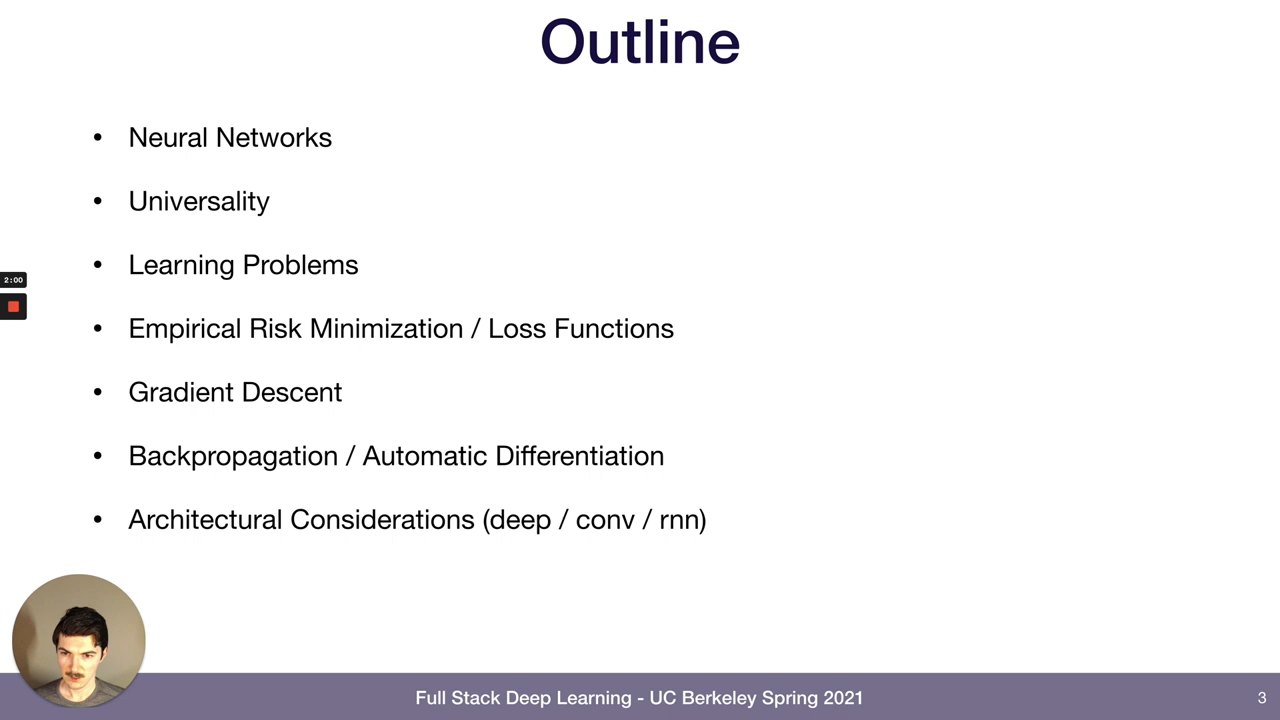 Outline
• Neural Networks
• Universality
• Learning Problems
2:00
• Empirical Risk Minimization / Loss Functions
• Gradient Descent
• Backpropagation / Automatic Differentiation
• Architectural Considerations (deep / conv / rnn)
Full Stack Deep Learning - UC Berkeley Spring 2021
3